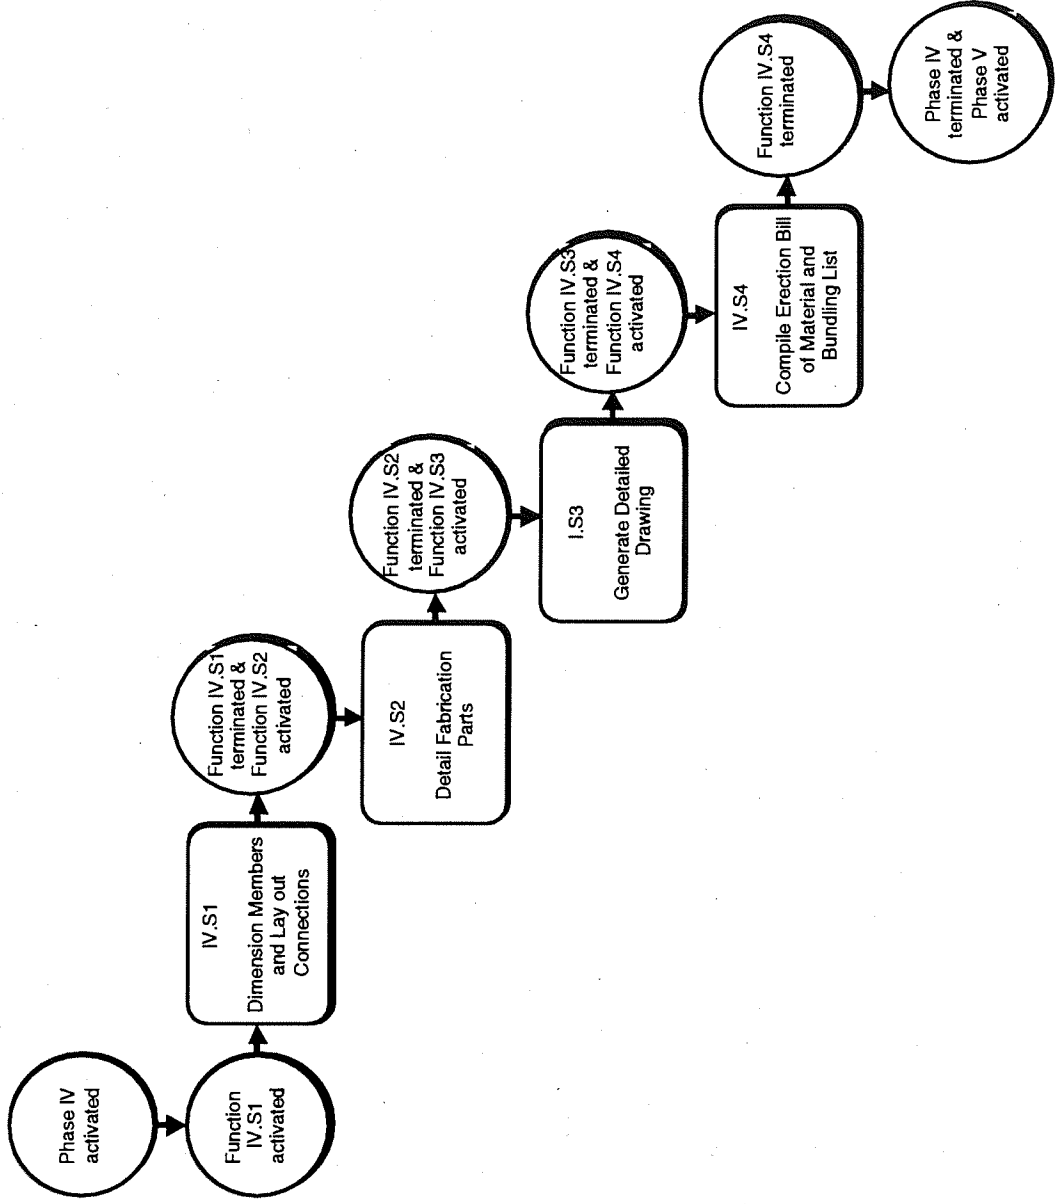 Phase IV
activated
Function
IV.S1
activated
IV.S1
Dimension Members
and Lay out
Connections
Function IV.S1
terminated &
Function IV.S2
activated
IV.S2
Detail Fabrication
Parts
Function IV.S2
terminated &
Function IV.S3
activated
I.S3
Generate Detailed
Drawing
Function IV.S3
terminated &
Function IV.S4
activated
IV.S4
Compile Erection Bill
of Material and
Bundling List
Function IV.S4
terminated
Phase IV
terminated &
Phase V
activated